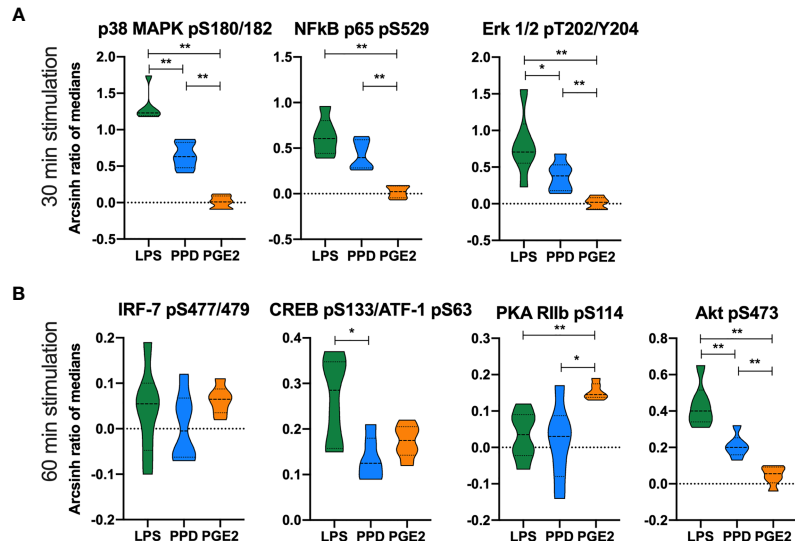 A
30 min stimulation
Arcsinh ratio of medians
p38 MAPK pS180/182
2.0
1.5
1.0
0.5
0.0
-0.5
**
**
**
LPS PPD PGE2
NFkB p65 pS529
1.5
1.0
0.5
0.0
-0.5
**
**
LPS PPD PGE2
Erk 1/2 pT202/Y204
2.0
1.5
1.0
0.5
0.0
-0.5
**
*
**
LPS PPD PGE2
B
60 min stimulation
Arcsinh ratio of medians
IRF-7 pS477/479
0.2
0.1
0.0
-0.1
-0.2
LPS PPD PGE2
CREB pS133/ATF-1 pS63
0.4
0.3
0.2
0.1
0.0
*
LPS PPD PGE2
PKA RIIb pS114
0.3
0.2
0.1
0.0
-0.1
-0.2
**
*
LPS PPD PGE2
Akt pS473
0.8
0.6
0.4
0.2
0.0
-0.2
**
**
**
LPS PPD PGE2